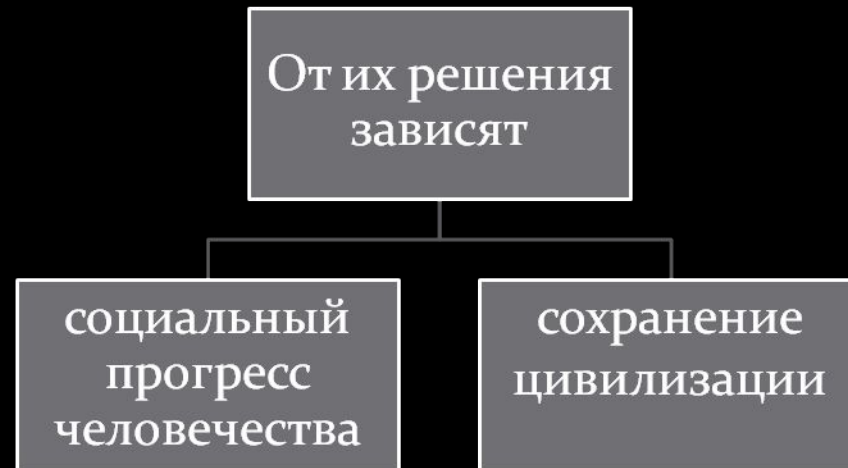 От их решения
зависят
социальный
прогресс
человечества
сохранение
цивилизации